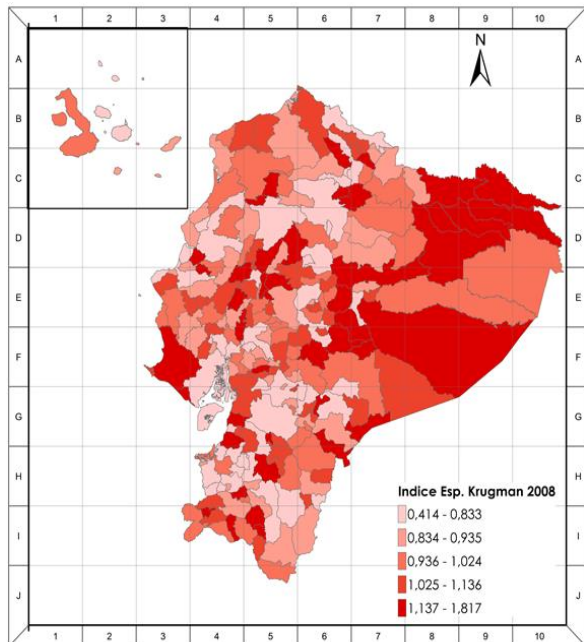 1 2 3 4 5 6 7 8 9 10
A A
N
B B
C C
D D
E E
F F
G G
H H
Indice Esp. Krugman 2008
0,414 - 0,833
I I
0,834 - 0,935
0,936 - 1,024
1,025 - 1,136
J J
1,137 - 1,817
1 2 3 4 5 6 7 8 9 10